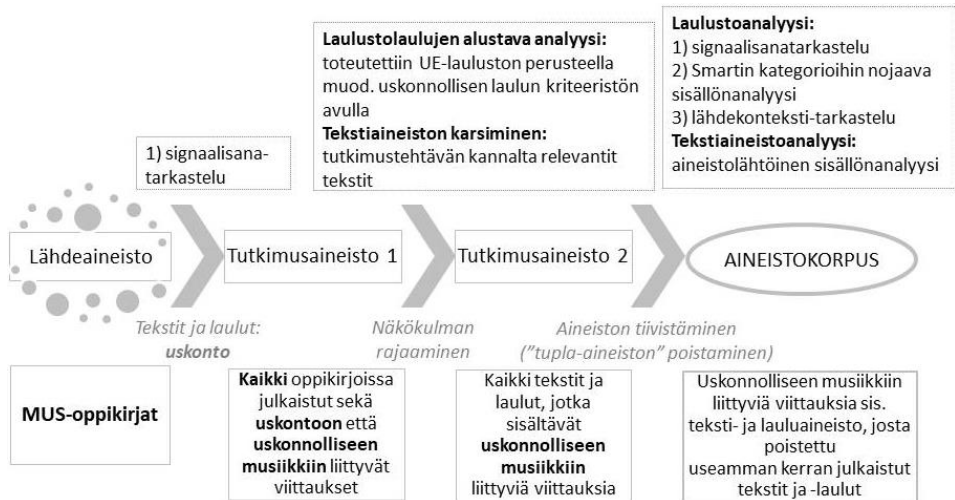 Laulustolaulujen alustava analyysi:
toteutettiin UE-lauluston perusteella
muod. uskonnollisen laulun kriteeristön
avulla
Tekstiaineiston karsiminen:
tutkimustehtävän kannalta relevantit
tekstit
Laulustoanalyysi:
1) signaalisanatarkastelu
2) Smartin kategorioihin nojaava
sisällönanalyysi
3) lähdekonteksti-tarkastelu
Tekstiaineistoanalyysi:
aineistolähtöinen sisällönanalyysi
1) signaalisana-
tarkastelu
Lähdeaineisto
Tutkimusaineisto 1
Tutkimusaineisto 2
AINEISTOKORPUS
Tekstit ja laulut:
uskonto
Näkökulman
rajaaminen
Aineiston tiivistäminen
("tupla-aineiston" poistaminen)
MUS-oppikirjat
Kaikki oppikirjoissa
julkaistut sekä
uskontoon että
uskonnolliseen
musiikkiin liittyvät
viittaukset
Kaikki tekstit ja
laulut, jotka
sisältävät
uskonnolliseen
musiikkiin
liittyviä viittauksia
Uskonnolliseen musiikkiin
liittyviä viittauksia sis.
teksti- ja lauluaineisto, josta
poistettu
useamman kerran julkaistut
tekstit ja -laulut